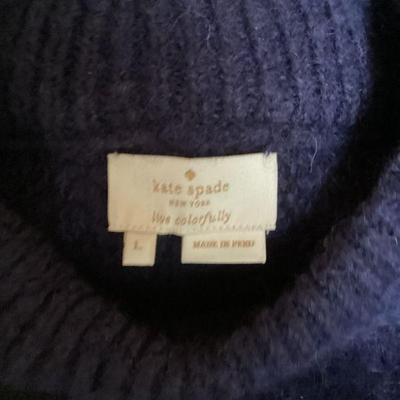 kate spade
NEW YORK
live colorfully
L
MADE IN PERU